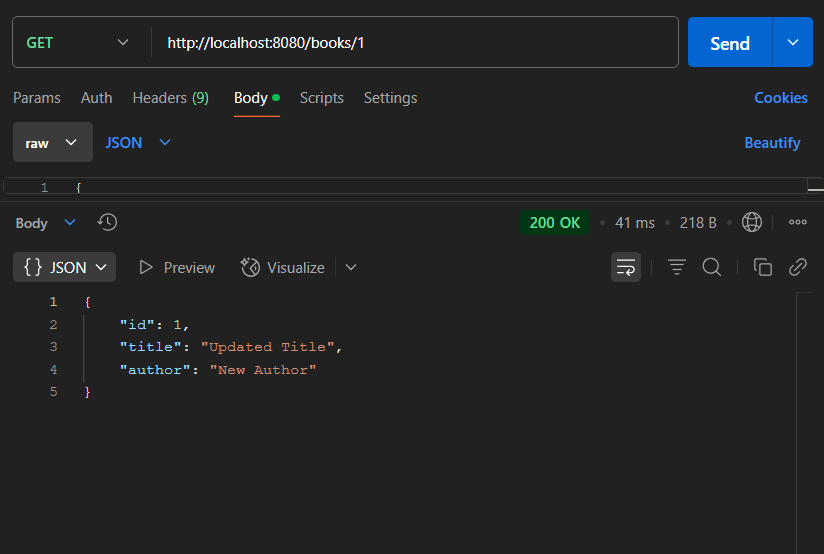 GET http://localhost:8080/books/1 Send
Params Auth Headers (9) Body Scripts Settings Cookies
raw JSON Beautify
1 {
Body 200 OK 41 ms 218 B
{} JSON Preview Visualize
1 {
2 "id": 1,
3 "title": "Updated Title",
4 "author": "New Author"
5 }